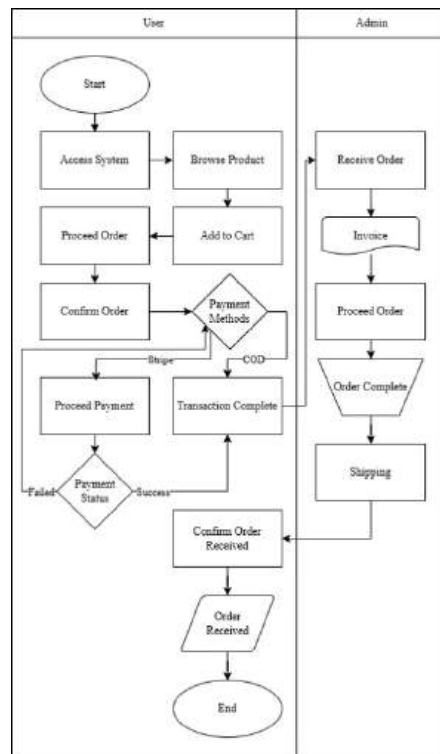 User
Admin
Start
Access System
Browse Product
Receive Order
Proceed Order
Add to Cart
Invoice
Confirm Order
Payment
Methods
Proceed Order
Stripe
COD
Proceed Payment
Transaction Complete
Order Complete
Failed
Payment
Status
Success
Shipping
Confirm Order
Received
Order
Received
End